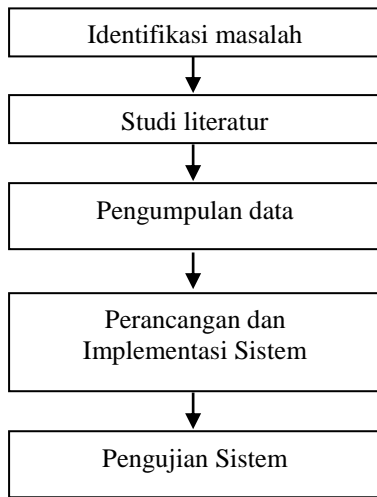 Identifikasi masalah
Studi literatur
Pengumpulan data
Perancangan dan
Implementasi Sistem
Pengujian Sistem